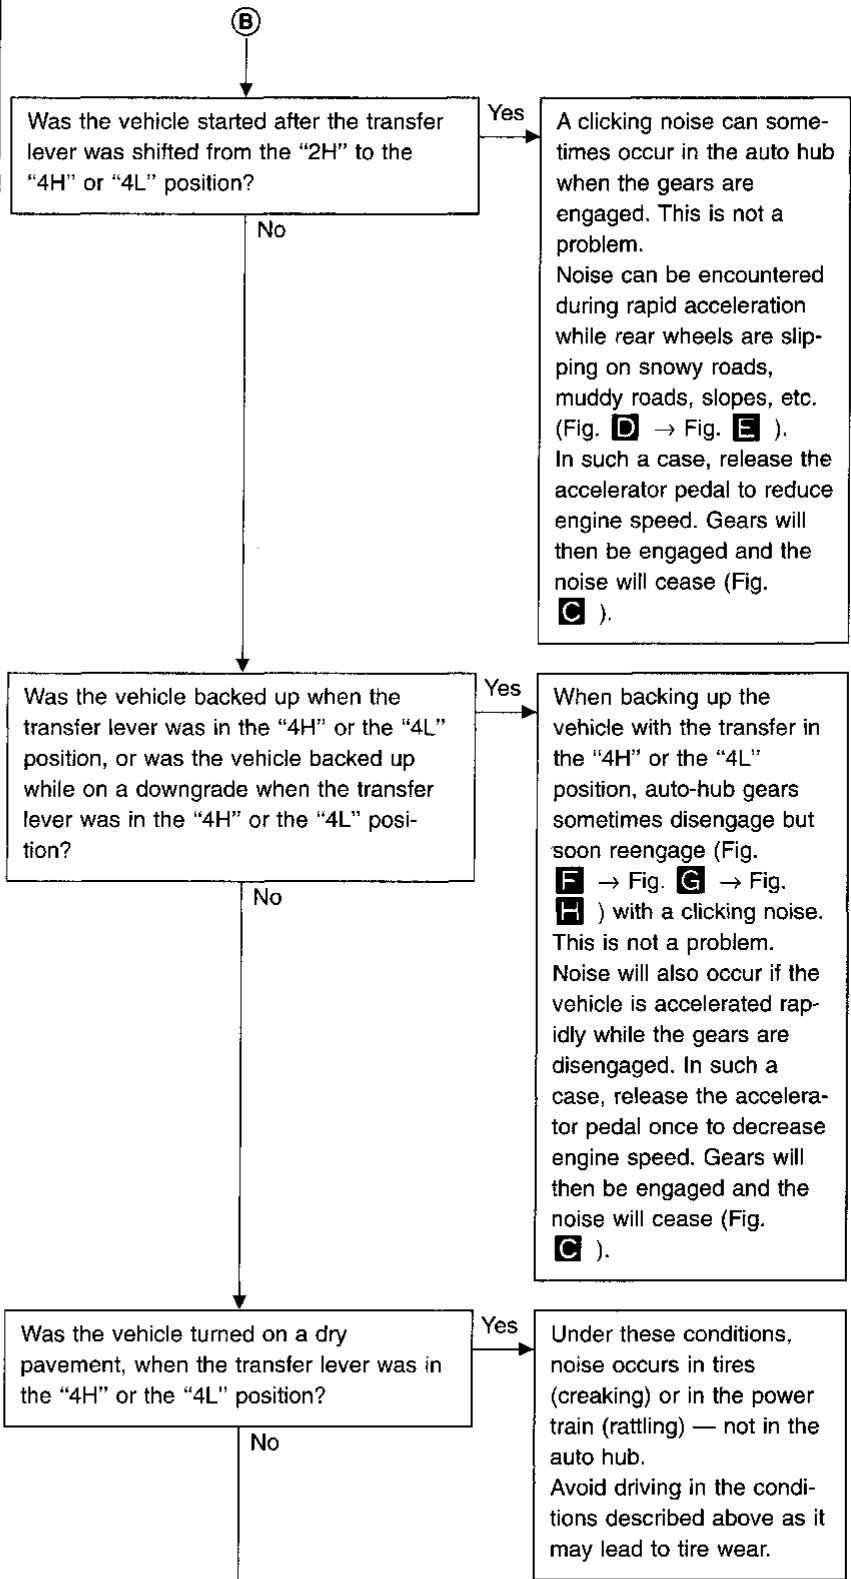 B
Was the vehicle started after the transfer
lever was shifted from the “2H” to the
“4H” or “4L” position?
Yes
A clicking noise can some-
times occur in the auto hub
when the gears are
engaged. This is not a
problem.
Noise can be encountered
during rapid acceleration
while rear wheels are slip-
ping on snowy roads,
muddy roads, slopes, etc.
(Fig. D → Fig. E ).
In such a case, release the
accelerator pedal to reduce
engine speed. Gears will
then be engaged and the
noise will cease (Fig.
C ).
No
Was the vehicle backed up when the
transfer lever was in the “4H” or the “4L”
position, or was the vehicle backed up
while on a downgrade when the transfer
lever was in the “4H” or the “4L” posi-
tion?
Yes
When backing up the
vehicle with the transfer in
the “4H” or the “4L”
position, auto-hub gears
sometimes disengage but
soon reengage (Fig.
F → Fig. G → Fig.
H ) with a clicking noise.
This is not a problem.
Noise will also occur if the
vehicle is accelerated rap-
idly while the gears are
disengaged. In such a
case, release the accelera-
tor pedal once to decrease
engine speed. Gears will
then be engaged and the
noise will cease (Fig.
C ).
No
Was the vehicle turned on a dry
pavement, when the transfer lever was in
the “4H” or the “4L” position?
Yes
Under these conditions,
noise occurs in tires
(creaking) or in the power
train (rattling) — not in the
auto hub.
Avoid driving in the condi-
tions described above as it
may lead to tire wear.
No